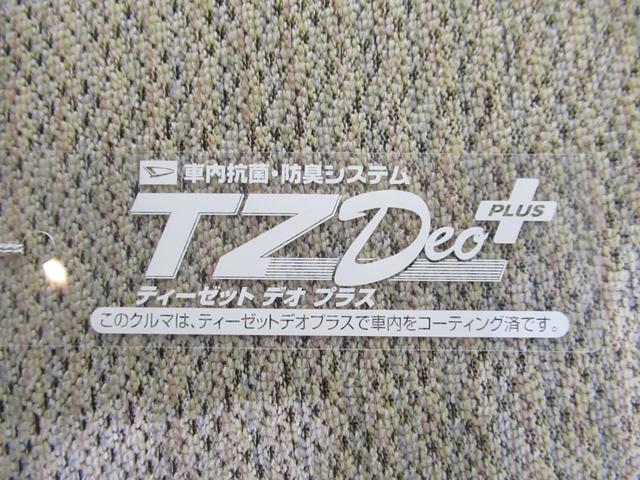 車内抗菌・防臭システム
TZ Deo PLUS
ティーゼット デオ プラス
このクルマは、ティーゼットデオプラスで車内をコーティング済です。